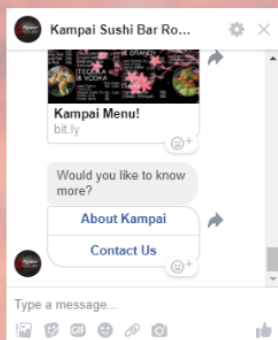 Kampai Sushi Bar Ro...
TEQUILA
& VODKA
Kampai Menu!
bit.ly
Would you like to know
more?
About Kampai
Contact Us
Type a message...
GIF